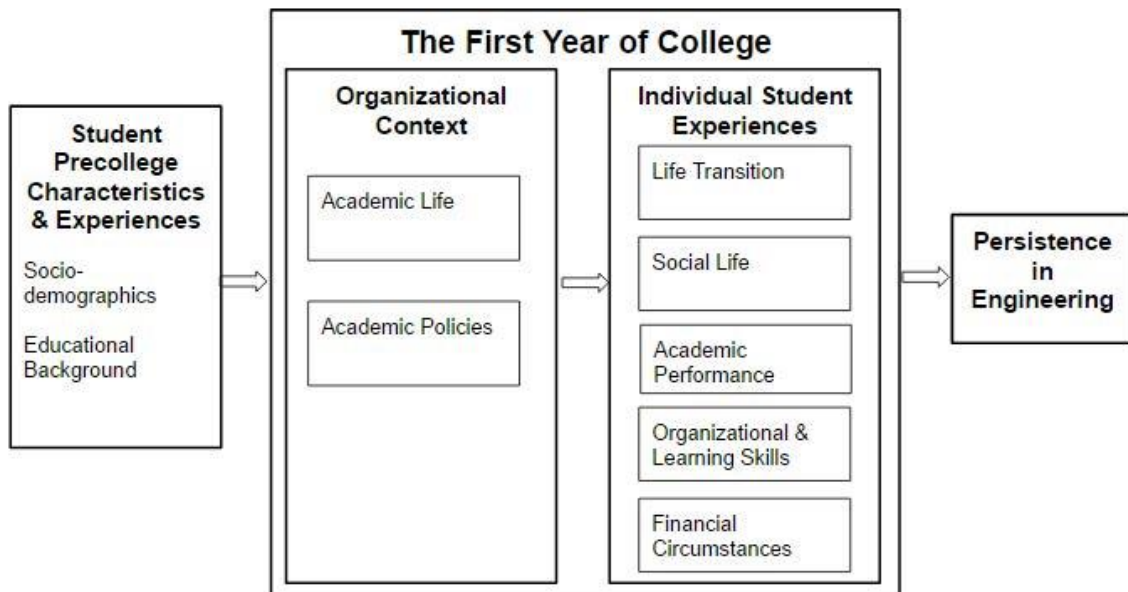 The First Year of College
Student
Precollege
Characteristics
& Experiences
Socio-
demographics
Educational
Background
Organizational
Context
Academic Life
Academic Policies
Individual Student
Experiences
Life Transition
Social Life
Academic
Performance
Organizational &
Learning Skills
Financial
Circumstances
Persistence
in
Engineering